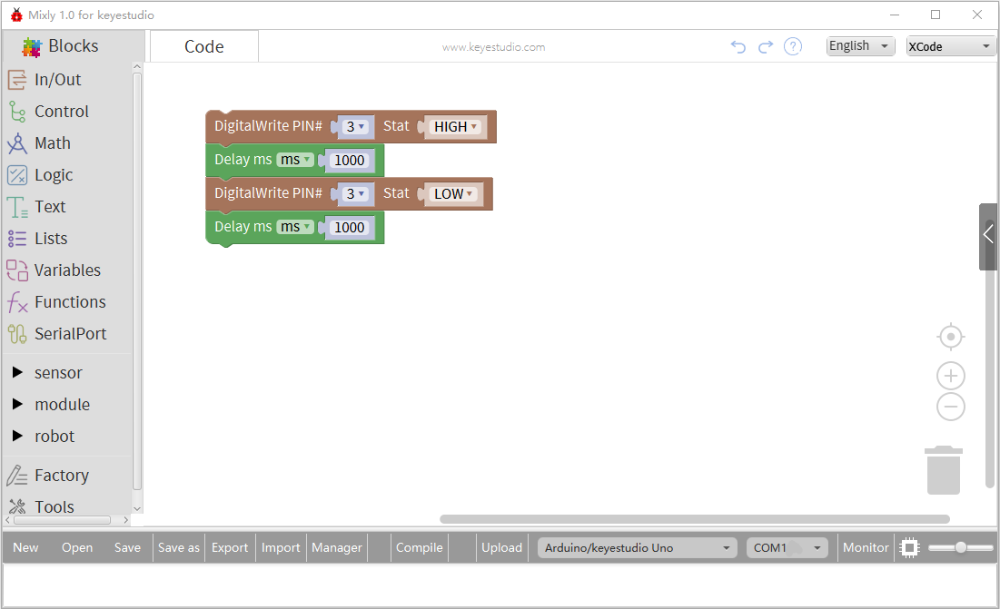 Mixly 1.0 for keyestudio
Blocks
Code
www.keyestudio.com
?
English
XCode
In/Out
Control
Math
Logic
Text
Lists
Variables
Functions
SerialPort
sensor
module
robot
Factory
Tools
DigitalWrite PIN# 3 Stat HIGH
Delay ms ms 1000
DigitalWrite PIN# 3 Stat LOW
Delay ms ms 1000
New Open Save Save as Export Import Manager Compile Upload Arduino/keyestudio Uno COM1 Monitor